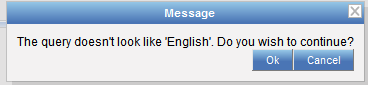 Message
The query doesn't look like 'English'. Do you wish to continue?
Ok
Cancel